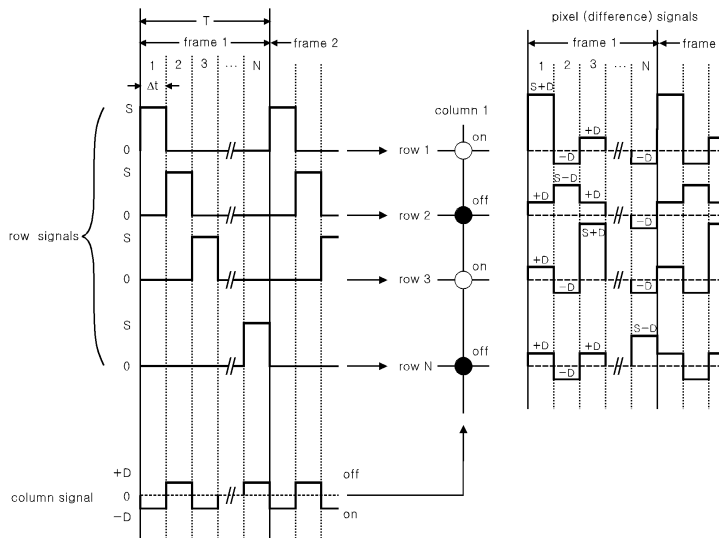 T
frame 1
frame 2
1 2 3 ... N
Δt
row signals
S
0
S
0
S
0
S
0
column signal
+D
0
−D
off
on
column 1
row 1
on
row 2
off
row 3
on
row N
off
pixel (difference) signals
frame 1
frame
1 2 3 ... N
S+D
−D
+D
−D
+D
S−D
+D
−D
+D
−D
S+D
−D
+D
−D
+D
S−D